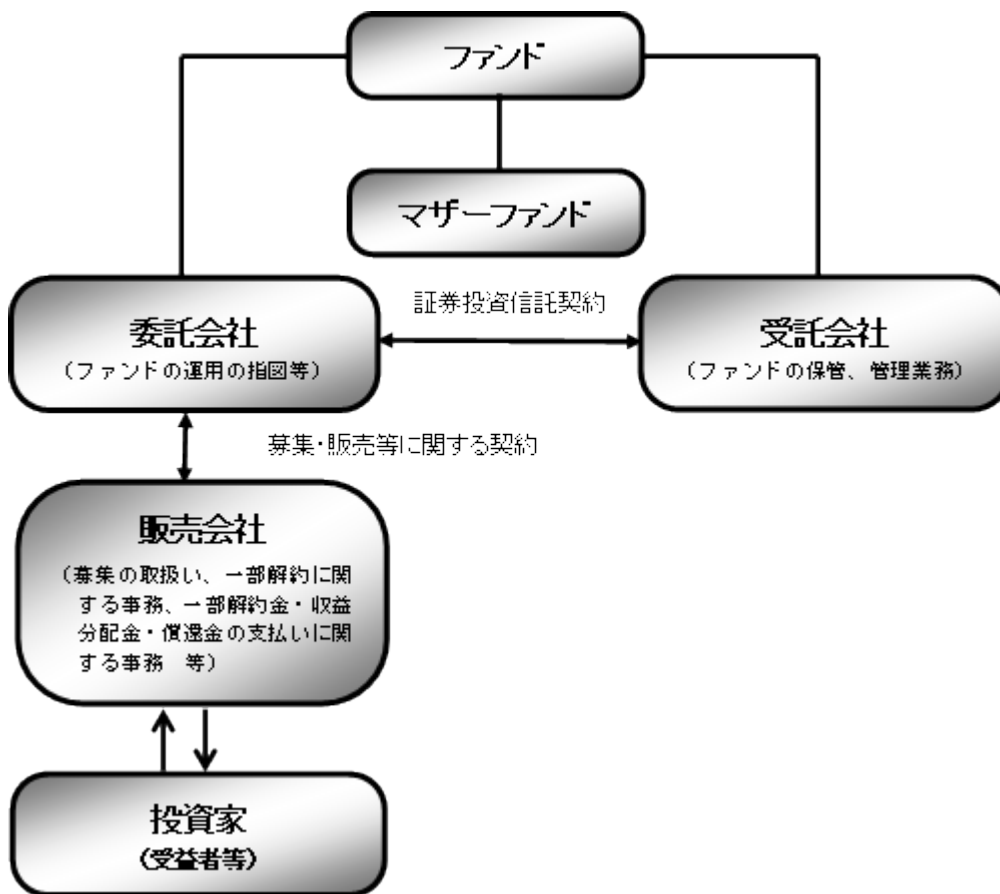 ファンド
マザーファンド
証券投資信託契約
委託会社
（ファンドの運用の指図等）
受託会社
（ファンドの保管、管理業務）
募集・販売等に関する契約
販売会社
（募集の取扱い、一部解約に関
する事務、一部解約金・収益
分配金・償還金の支払いに関
する事務　等）
投資家
（受益者等）